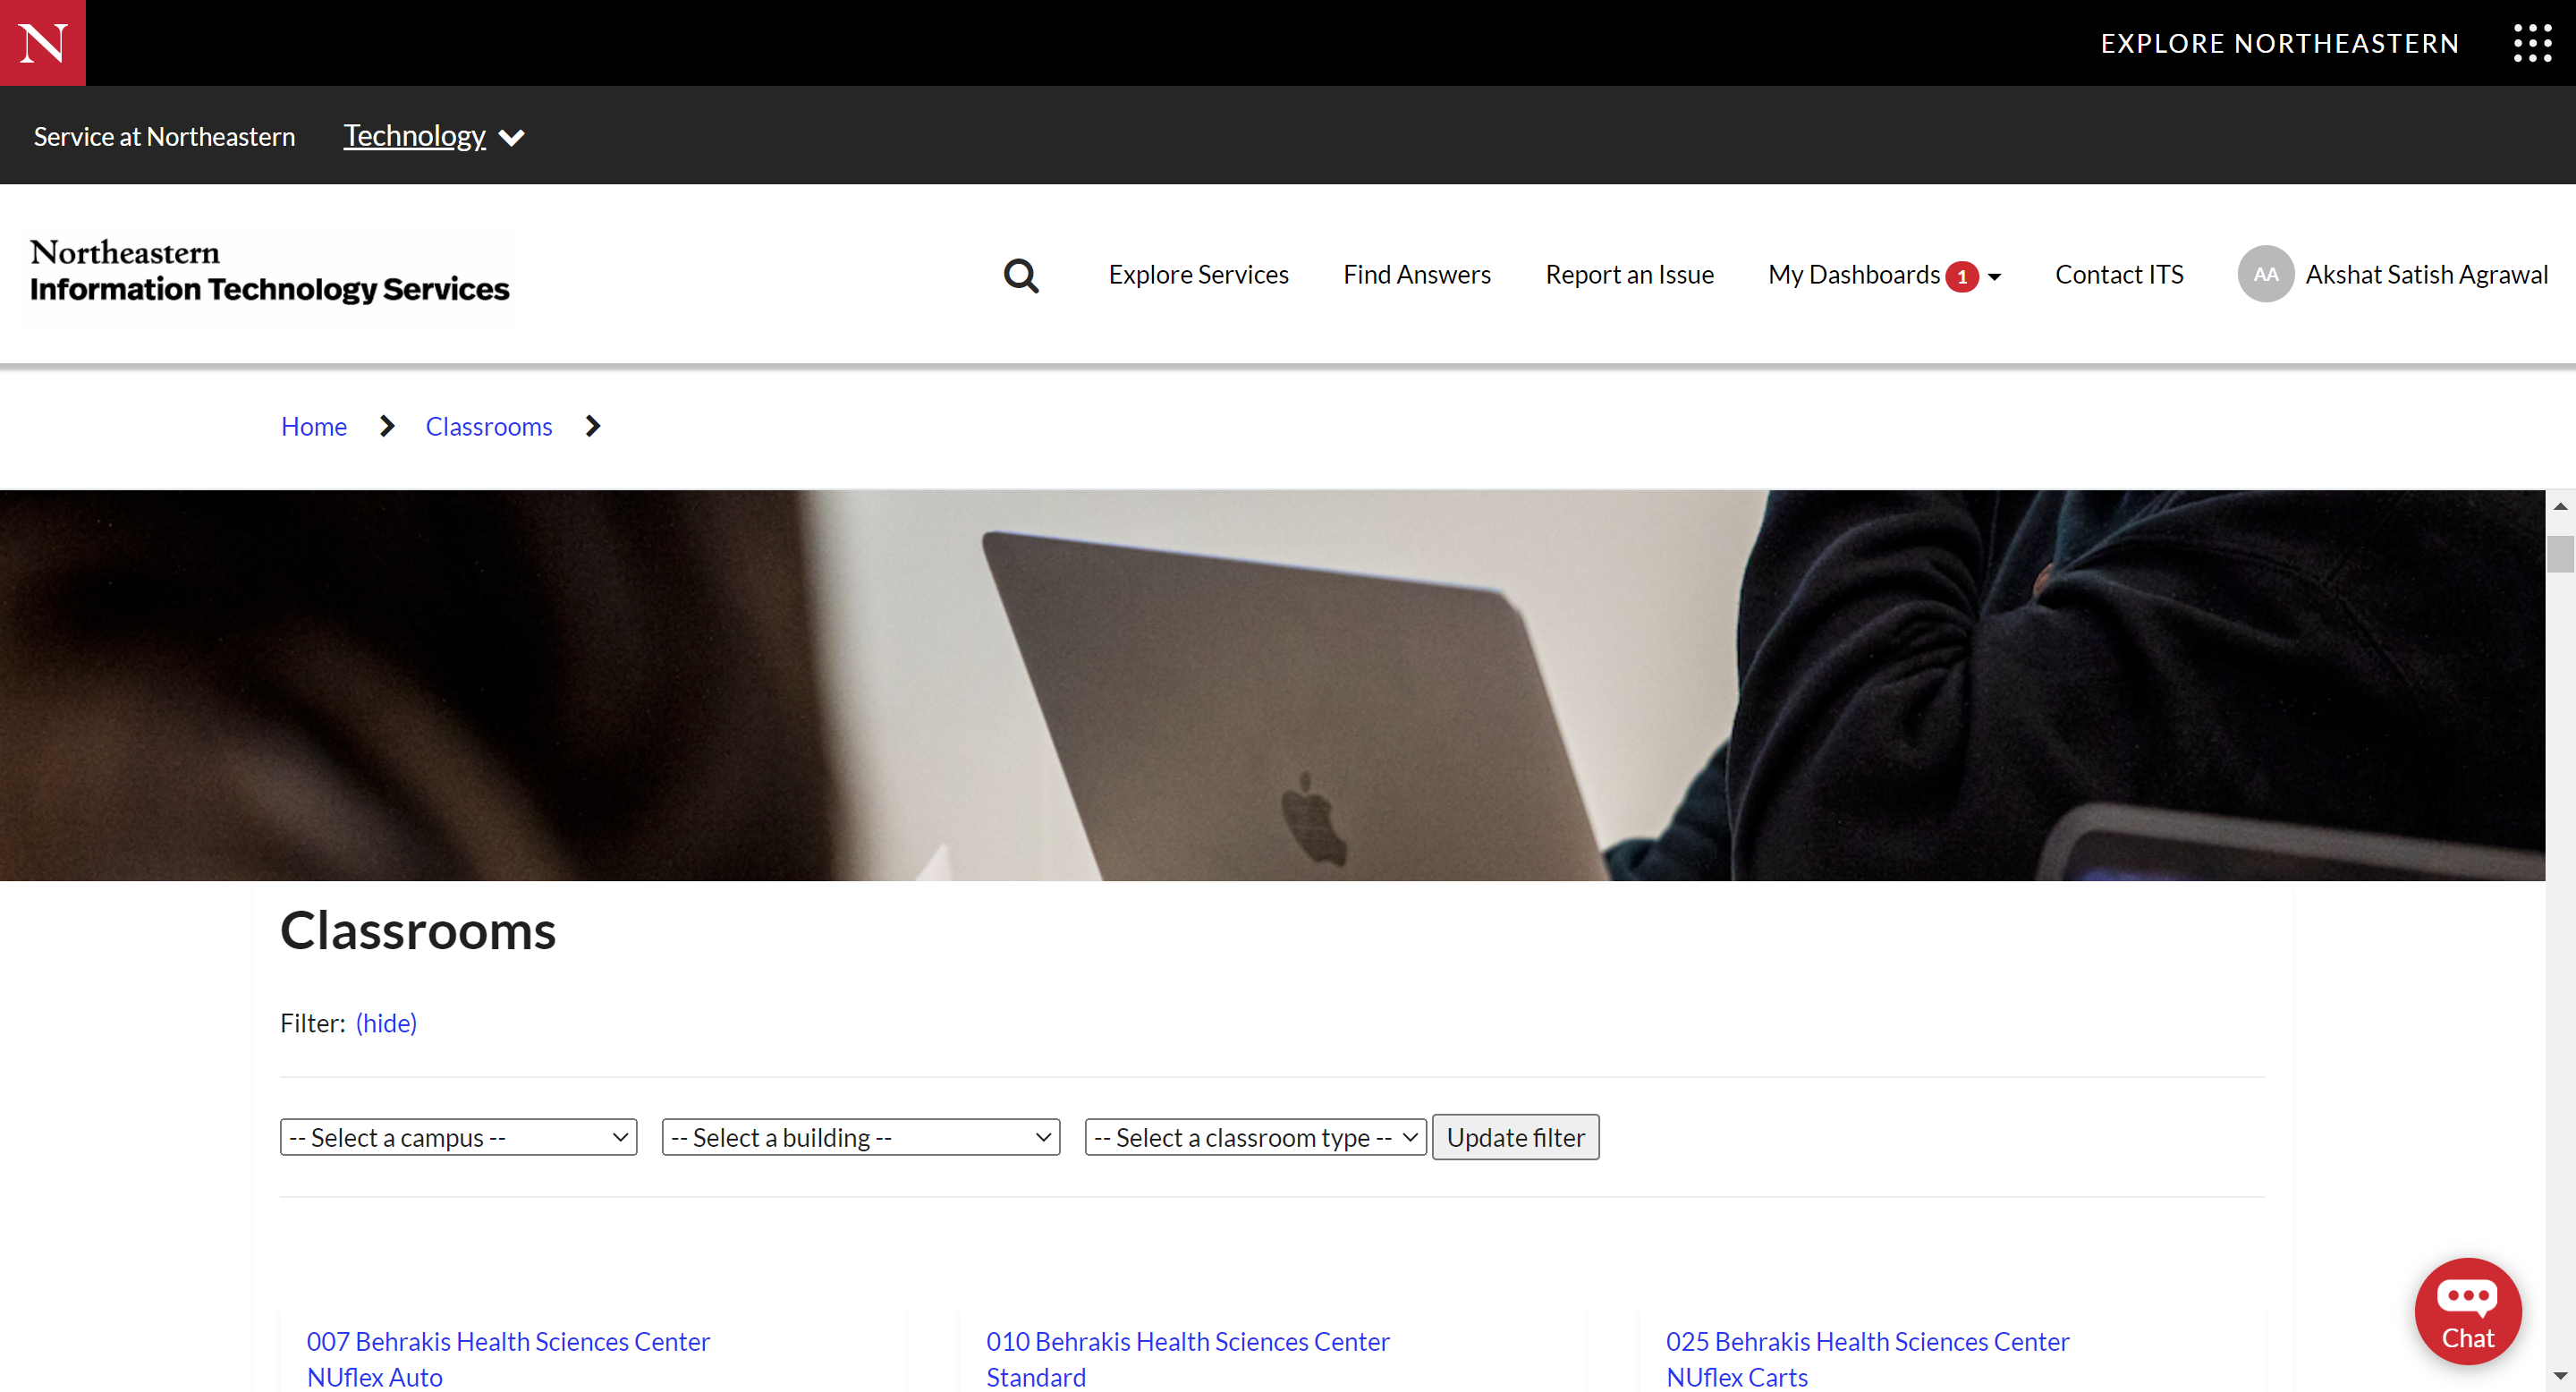 N
EXPLORE NORTHEASTERN
Service at Northeastern
Technology
Northeastern
Information Technology Services
Explore Services
Find Answers
Report an Issue
My Dashboards 1
Contact ITS
AA
Akshat Satish Agrawal
Home
Classrooms
Classrooms
Filter: (hide)
-- Select a campus --
-- Select a building --
-- Select a classroom type --
Update filter
007 Behrakis Health Sciences Center
NUflex Auto
010 Behrakis Health Sciences Center
Standard
025 Behrakis Health Sciences Center
NUflex Carts
Chat